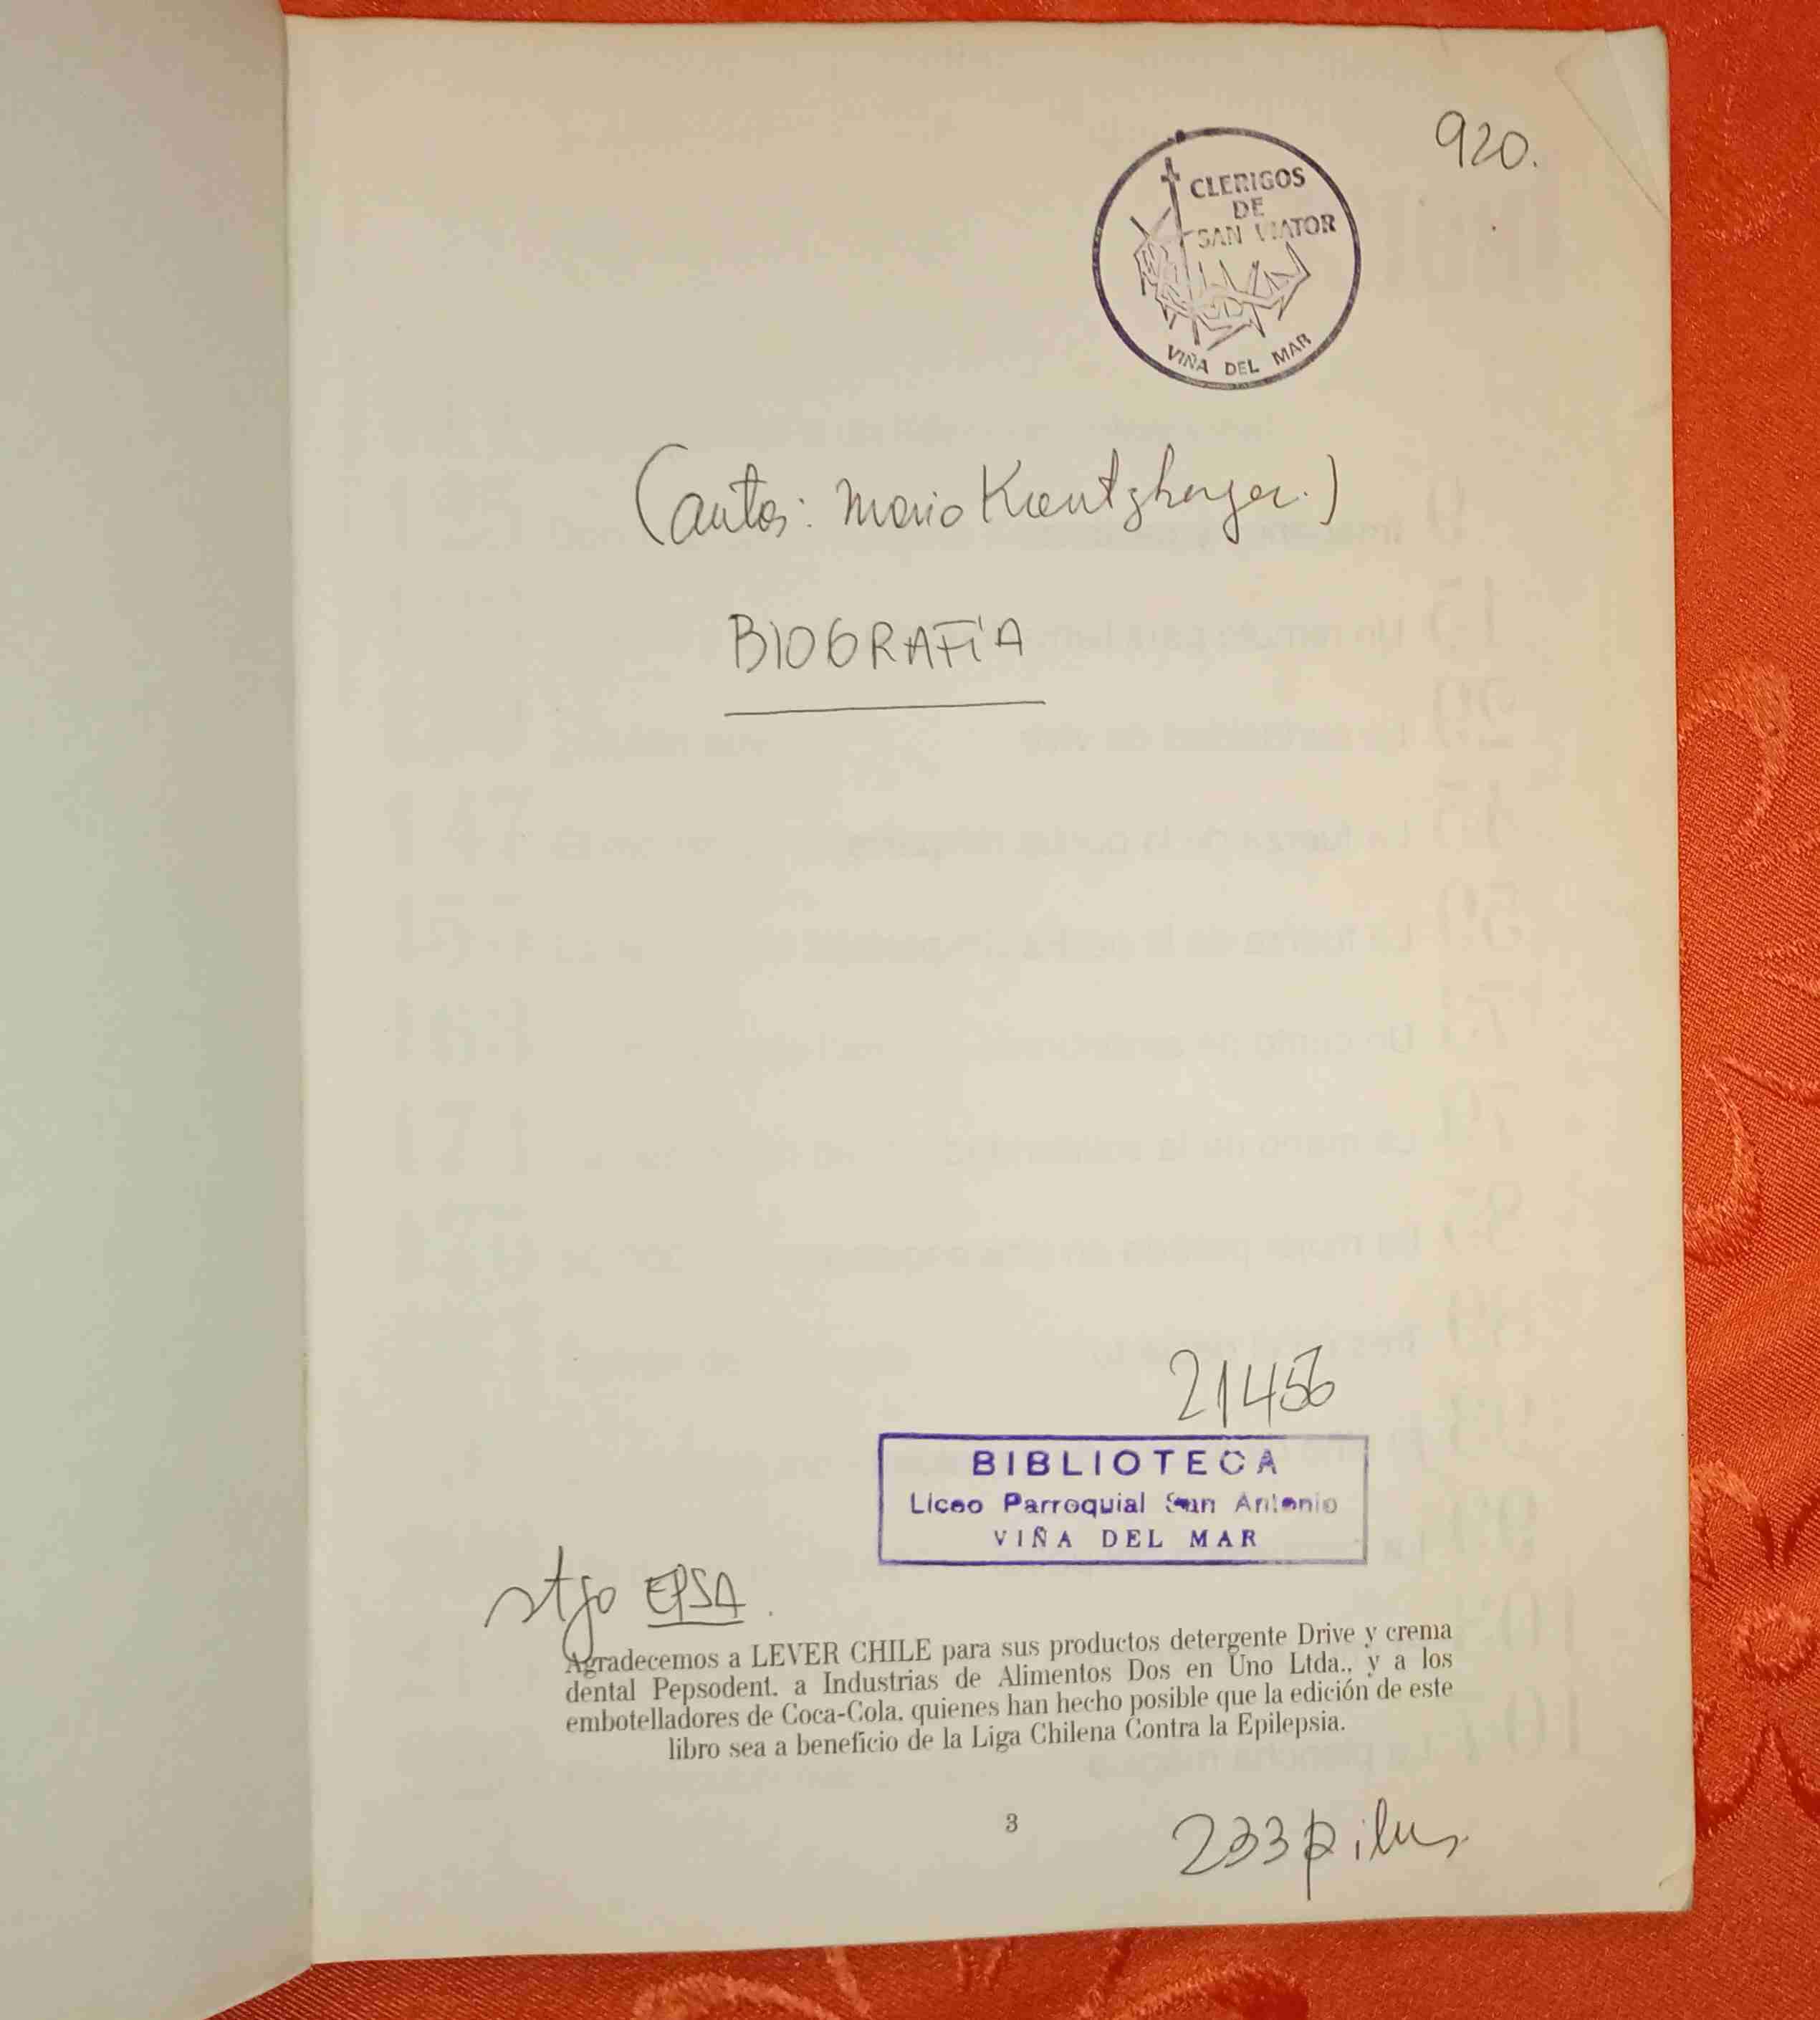 920.
CLERIGOS
DE
SAN VIATOR
VIÑA DEL MAR
(autor: Mario Kreutzberger.)
BIOGRAFÍA
21456
BIBLIOTECA
Liceo Parroquial San Antonio
VIÑA DEL MAR
stgo EPSA.
Agradecemos a LEVER CHILE para sus productos detergente Drive y crema
dental Pepsodent. a Industrias de Alimentos Dos en Uno Ltda., y a los
embotelladores de Coca-Cola. quienes han hecho posible que la edición de este
libro sea a beneficio de la Liga Chilena Contra la Epilepsia.
3
233 p ilus.